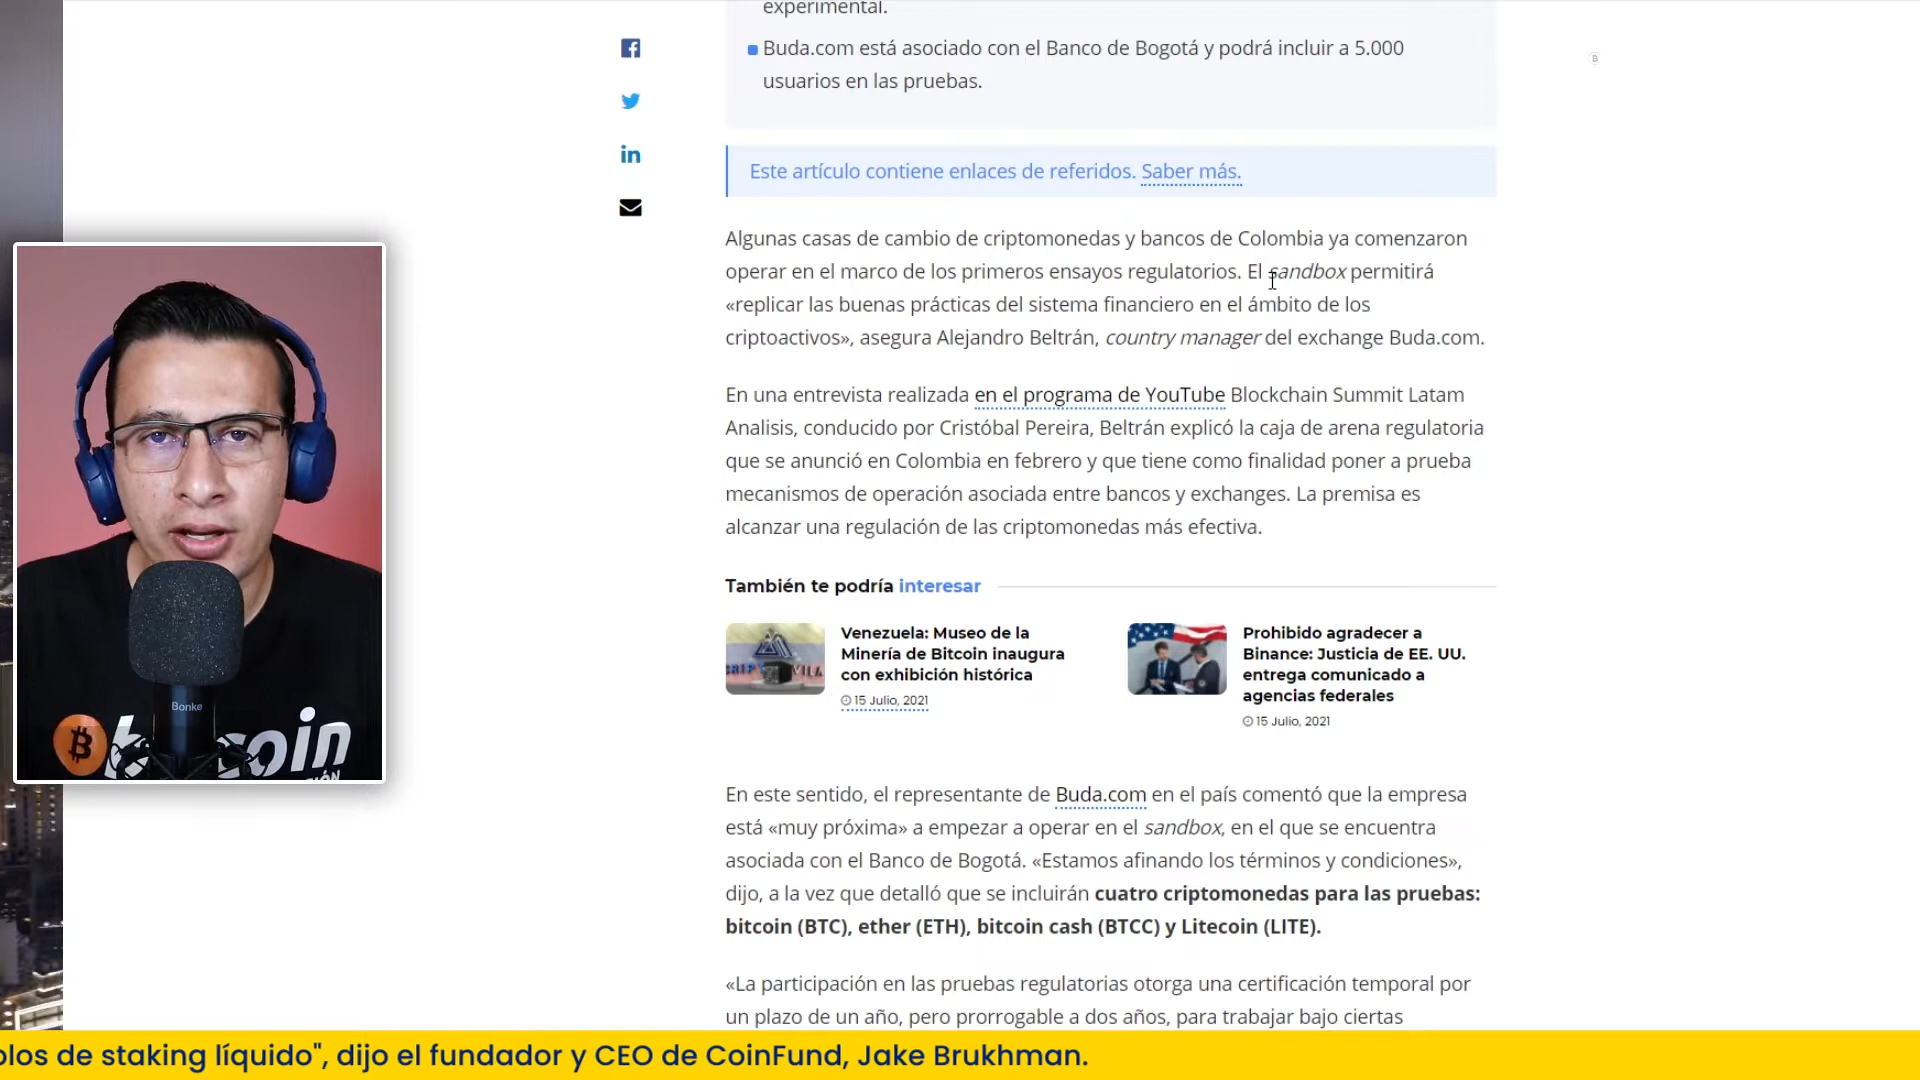 experimental.
Buda.com está asociado con el Banco de Bogotá y podrá incluir a 5.000
usuarios en las pruebas.
Este artículo contiene enlaces de referidos. Saber más.
Algunas casas de cambio de criptomonedas y bancos de Colombia ya comenzaron
operar en el marco de los primeros ensayos regulatorios. El sandbox permitirá
«replicar las buenas prácticas del sistema financiero en el ámbito de los
criptoactivos», asegura Alejandro Beltrán, country manager del exchange Buda.com.
En una entrevista realizada en el programa de YouTube Blockchain Summit Latam
Analisis, conducido por Cristóbal Pereira, Beltrán explicó la caja de arena regulatoria
que se anunció en Colombia en febrero y que tiene como finalidad poner a prueba
mecanismos de operación asociada entre bancos y exchanges. La premisa es
alcanzar una regulación de las criptomonedas más efectiva.
También te podría interesar
Venezuela: Museo de la
Minería de Bitcoin inaugura
con exhibición histórica
15 Julio, 2021
Prohibido agradecer a
Binance: Justicia de EE. UU.
entrega comunicado a
agencias federales
15 Julio, 2021
En este sentido, el representante de Buda.com en el país comentó que la empresa
está «muy próxima» a empezar a operar en el sandbox, en el que se encuentra
asociada con el Banco de Bogotá. «Estamos afinando los términos y condiciones»,
dijo, a la vez que detalló que se incluirán cuatro criptomonedas para las pruebas:
bitcoin (BTC), ether (ETH), bitcoin cash (BTCC) y Litecoin (LITE).
«La participación en las pruebas regulatorias otorga una certificación temporal por
un plazo de un año, pero prorrogable a dos años, para trabajar bajo ciertas
Bonke
olos de staking líquido", dijo el fundador y CEO de CoinFund, Jake Brukhman.